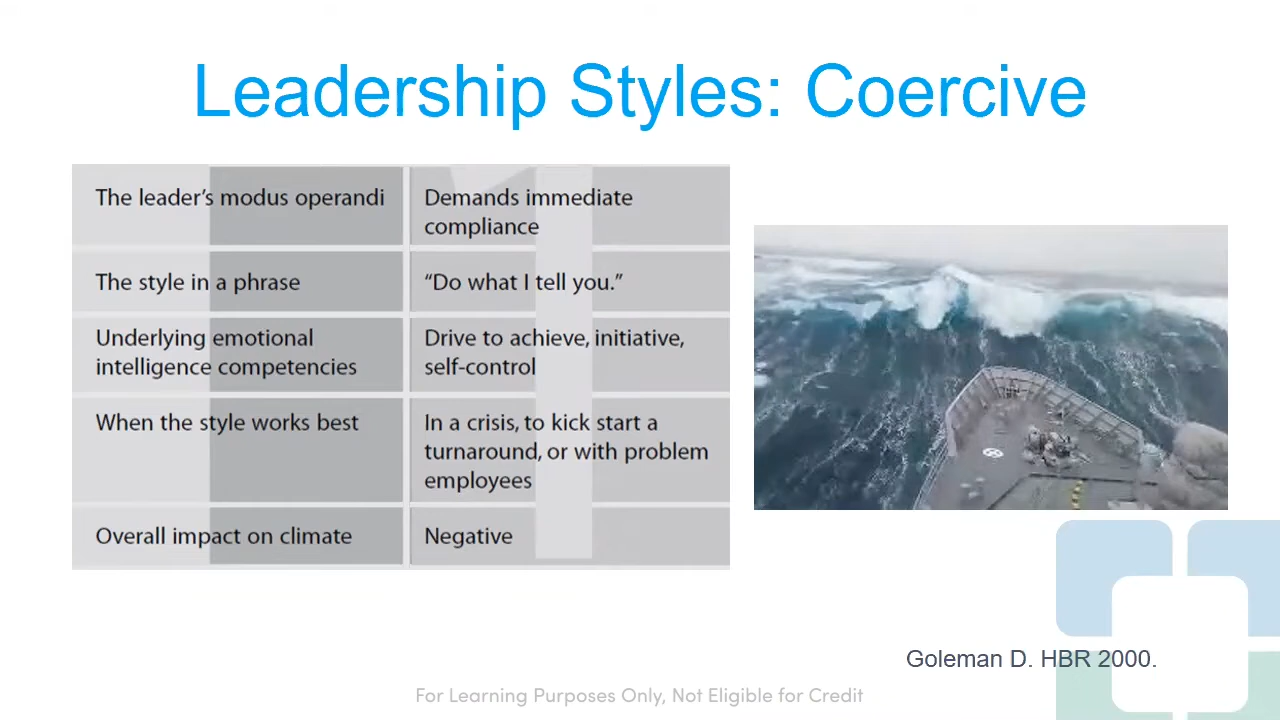 Leadership Styles: Coercive
The leader’s modus operandi
Demands immediate
compliance
The style in a phrase
“Do what I tell you.”
Underlying emotional
intelligence competencies
Drive to achieve, initiative,
self-control
When the style works best
In a crisis, to kick start a
turnaround, or with problem
employees
Overall impact on climate
Negative
Goleman D. HBR 2000.
For Learning Purposes Only, Not Eligible for Credit